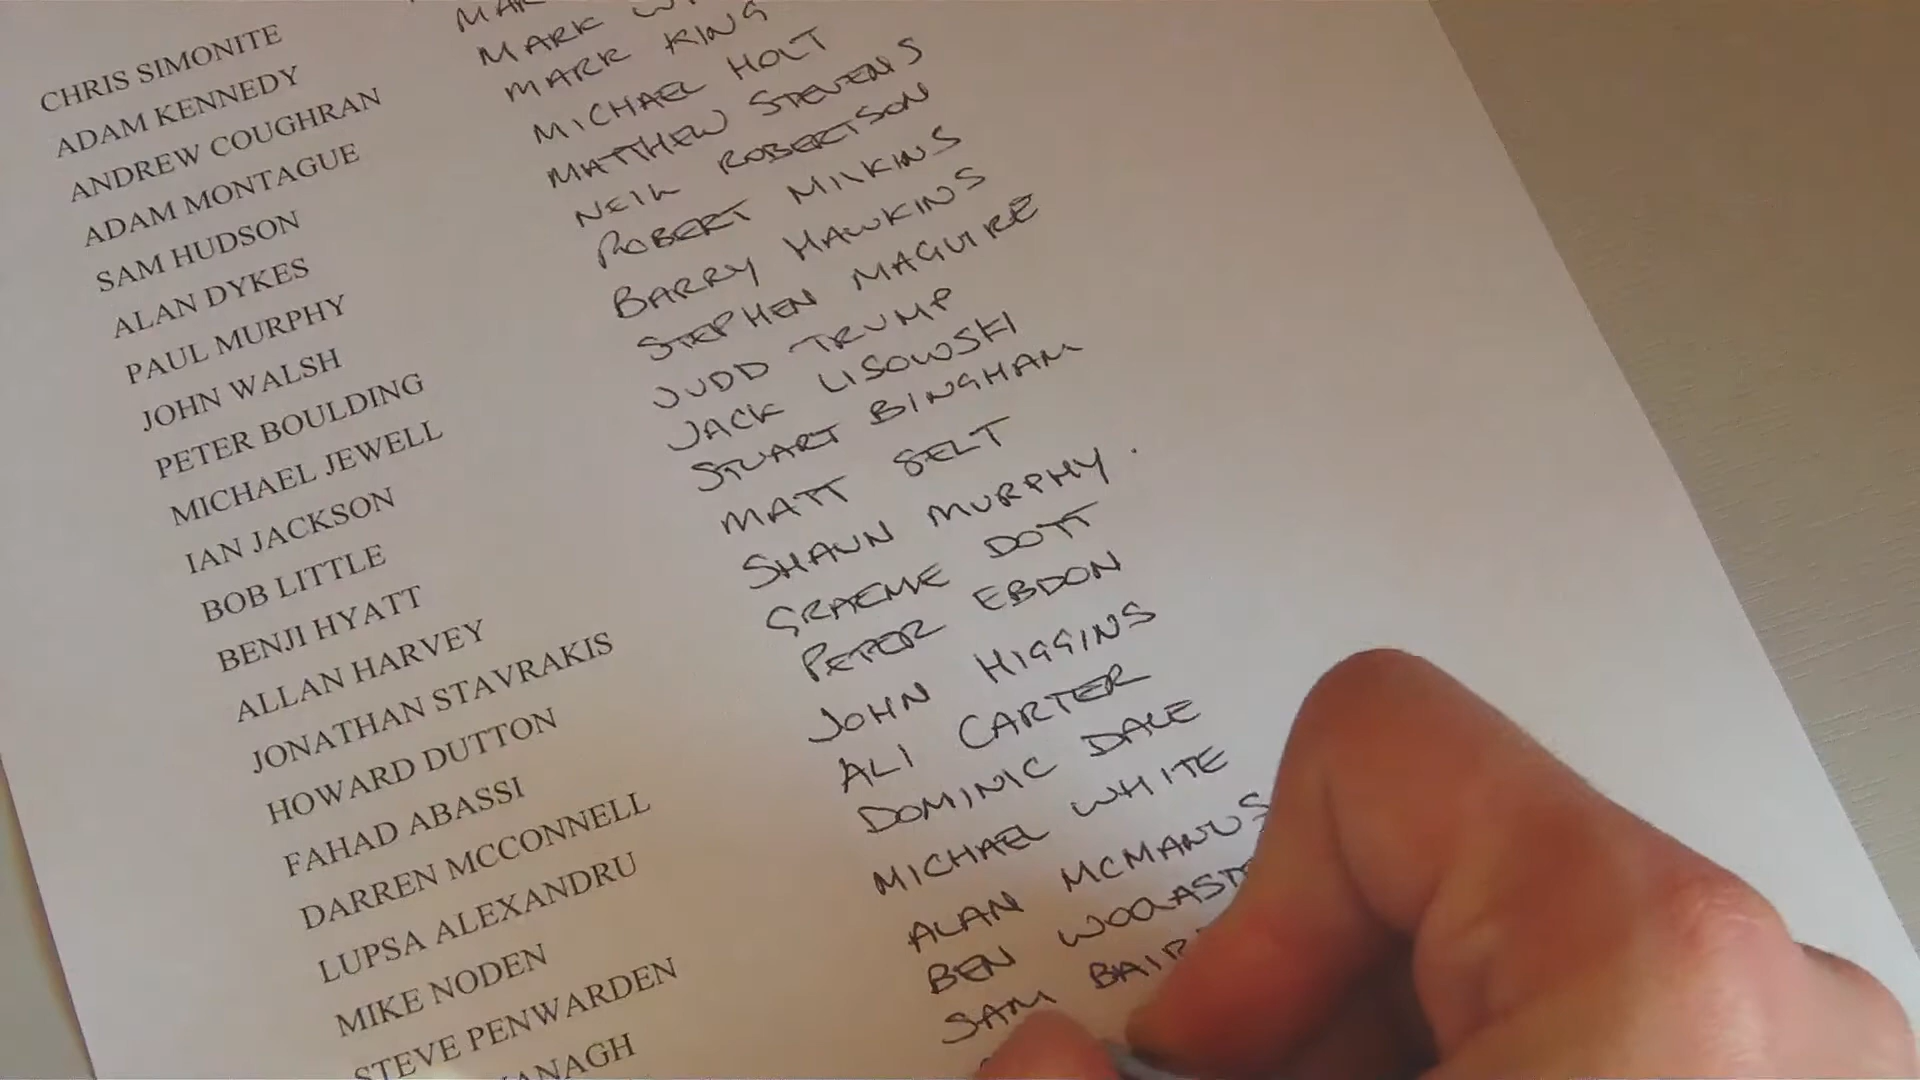 CHRIS SIMONITE
ADAM KENNEDY
ANDREW COUGHRAN
ADAM MONTAGUE
SAM HUDSON
ALAN DYKES
PAUL MURPHY
JOHN WALSH
PETER BOULDING
MICHAEL JEWELL
IAN JACKSON
BOB LITTLE
BENJI HYATT
ALLAN HARVEY
JONATHAN STAVRAKIS
HOWARD DUTTON
FAHAD ABASSI
DARREN MCCONNELL
LUPSA ALEXANDRU
MIKE NODEN
STEVE PENWARDEN
MARK
MARK KING
MICHAEL HOLT
MATTHEW STEVENS
NEIL ROBERTSON
ROBERT MILKINS
BARRY HAWKINS
STEPHEN MAGUIRE
JUDD TRUMP
JACK LISOWSKI
STUART BINGHAM
MATT SELT
SHAUN MURPHY.
GRAEME DOTT
PETER EBDON
JOHN HIGGINS
ALI CARTER
DOMINIC DALE
MICHAEL WHITE
ALAN MCMANUS
BEN
SAM